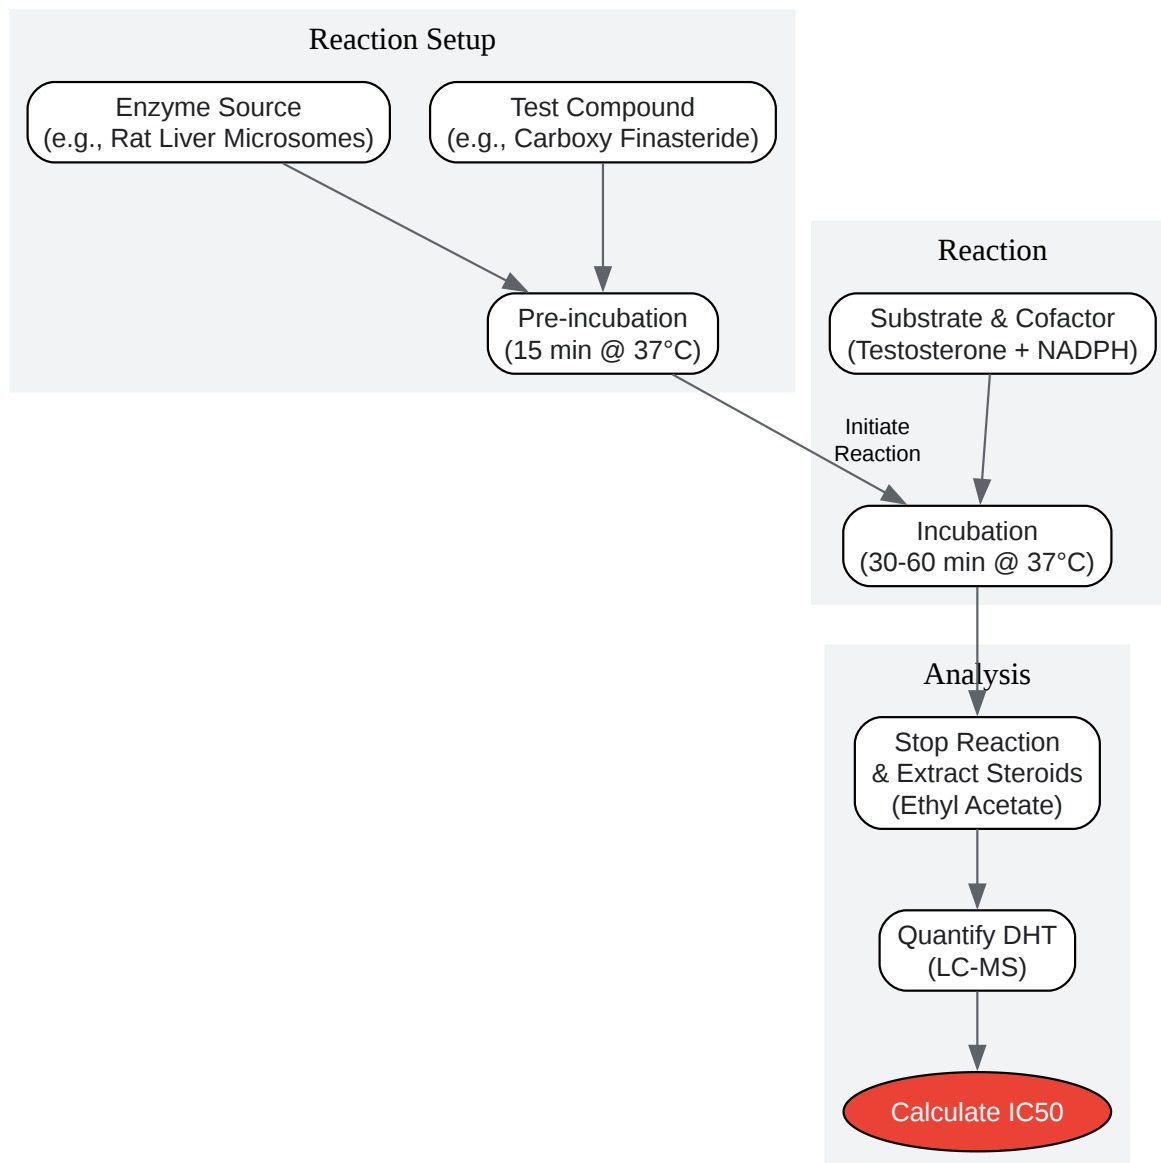 Reaction Setup
Enzyme Source
(e.g., Rat Liver Microsomes)
Test Compound
(e.g., Carboxy Finasteride)
Pre-incubation
(15 min @ 37°C)
Reaction
Substrate & Cofactor
(Testosterone + NADPH)
Initiate
Reaction
Incubation
(30-60 min @ 37°C)
Analysis
Stop Reaction
& Extract Steroids
(Ethyl Acetate)
Quantify DHT
(LC-MS)
Calculate IC50